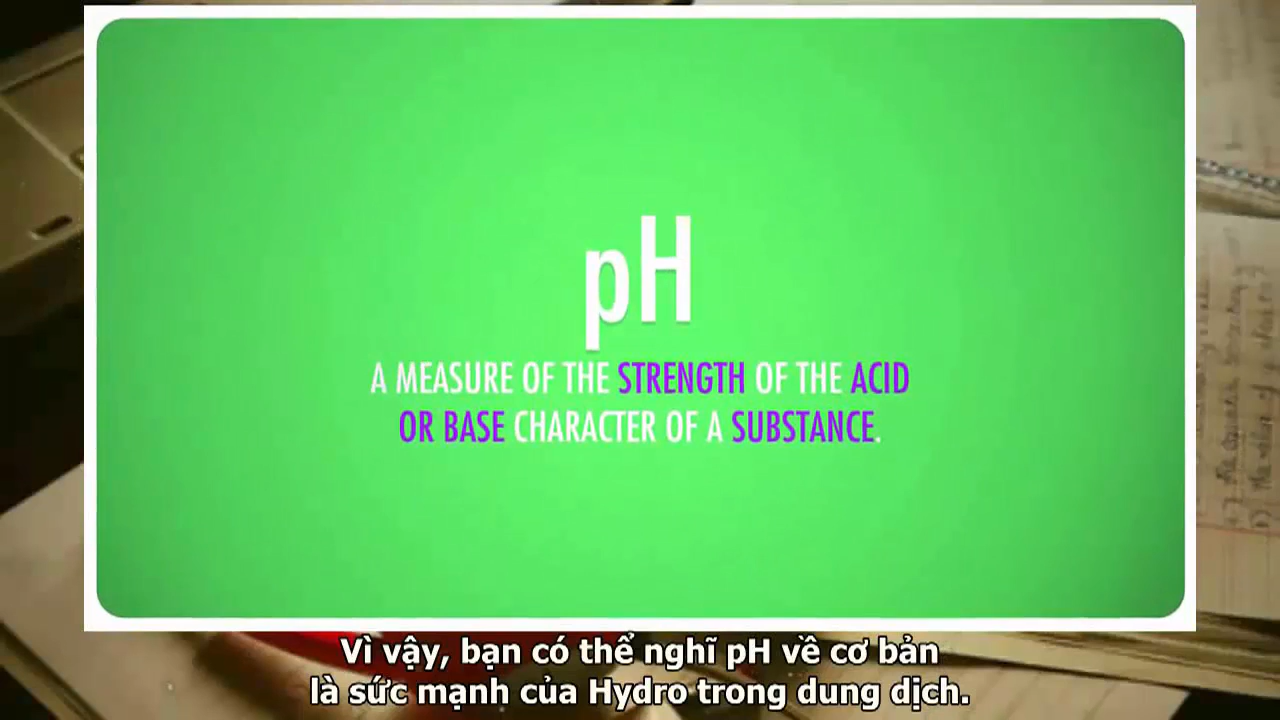 pH
A MEASURE OF THE STRENGTH OF THE ACID
OR BASE CHARACTER OF A SUBSTANCE.
Vì vậy, bạn có thể nghĩ pH về cơ bản
là sức mạnh của Hydro trong dung dịch.